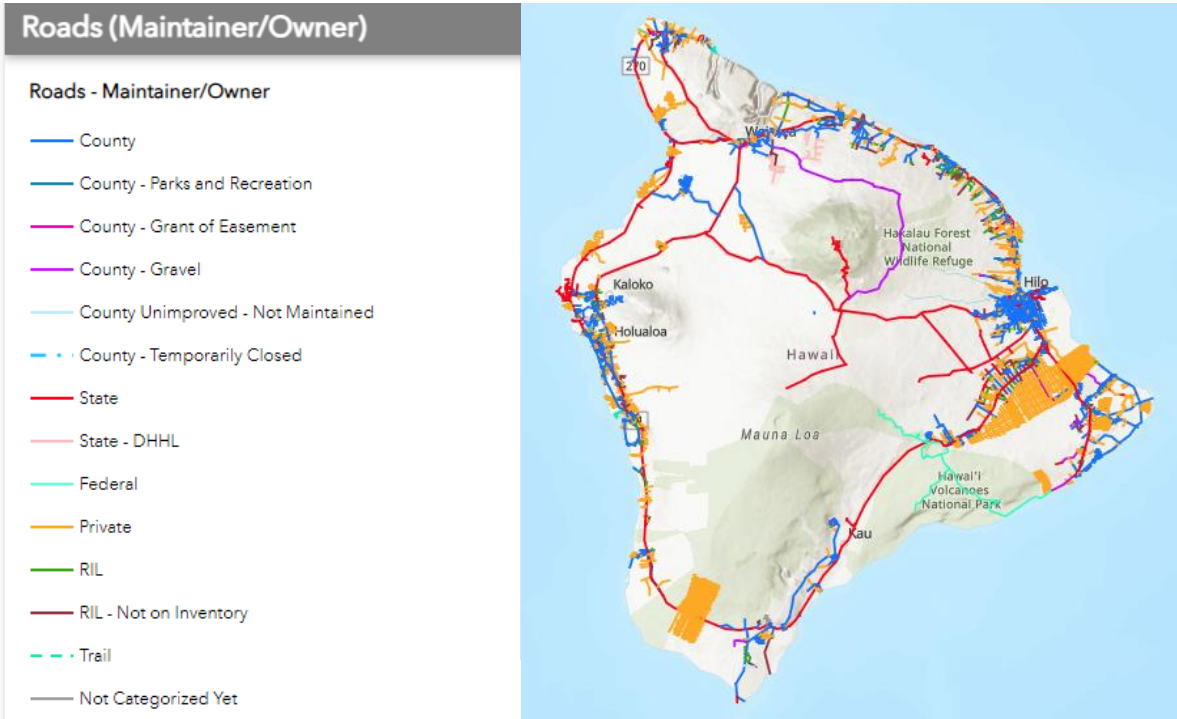 Roads (Maintainer/Owner)
Roads - Maintainer/Owner
County
County - Parks and Recreation
County - Grant of Easement
County - Gravel
County Unimproved - Not Maintained
County - Temporarily Closed
State
State - DHHL
Federal
Private
RIL
RIL - Not on Inventory
Trail
Not Categorized Yet
270
Hakalau Forest
National
Wildlife Refuge
Hilo
Kaloko
Holualoa
Hawaii
Mauna Loa
Hawai'i
Volcanoes
National Park
Kau